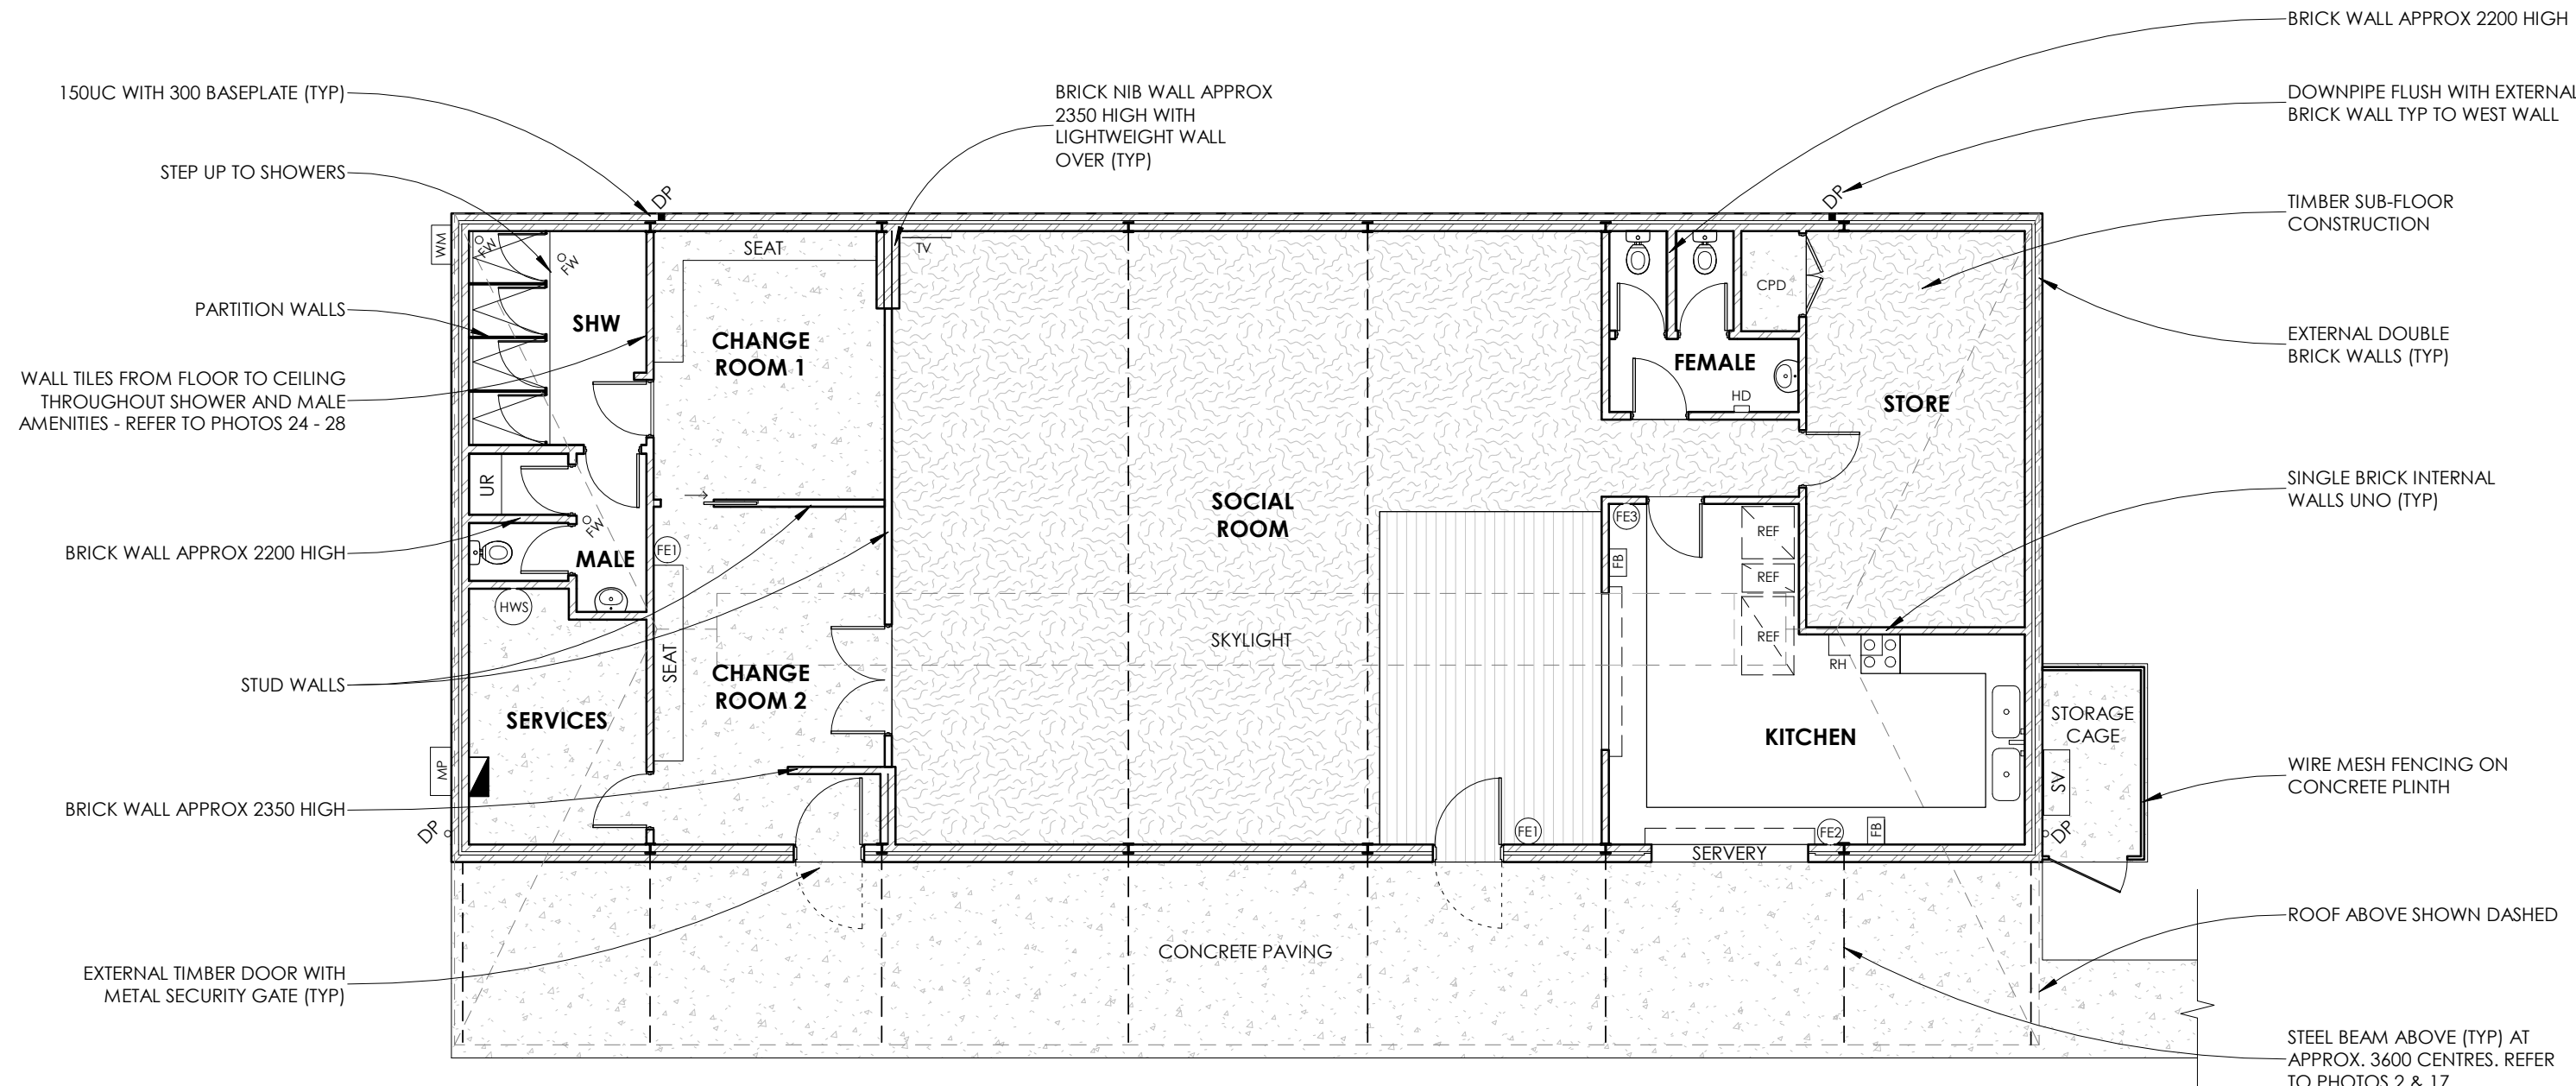 BRICK WALL APPROX 2200 HIGH
150UC WITH 300 BASEPLATE (TYP)
BRICK NIB WALL APPROX
2350 HIGH WITH
LIGHTWEIGHT WALL
OVER (TYP)
DOWNPIPE FLUSH WITH EXTERNAL
BRICK WALL TYP TO WEST WALL
STEP UP TO SHOWERS
DP
DP
TIMBER SUB-FLOOR
CONSTRUCTION
WM
FW
FW
SEAT
TV
CPD
PARTITION WALLS
SHW
CHANGE
ROOM 1
FEMALE
HD
STORE
EXTERNAL DOUBLE
BRICK WALLS (TYP)
WALL TILES FROM FLOOR TO CEILING
THROUGHOUT SHOWER AND MALE
AMENITIES - REFER TO PHOTOS 24 - 28
UR
SOCIAL
ROOM
SINGLE BRICK INTERNAL
WALLS UNO (TYP)
FW
FE1
FE3
REF
FB
REF
REF
BRICK WALL APPROX 2200 HIGH
MALE
HWS
SKYLIGHT
RH
STUD WALLS
SEAT
CHANGE
ROOM 2
SERVICES
KITCHEN
STORAGE
CAGE
SV
MP
WIRE MESH FENCING ON
CONCRETE PLINTH
BRICK WALL APPROX 2350 HIGH
DP
FE1
FE2
FB
DP
SERVERY
ROOF ABOVE SHOWN DASHED
CONCRETE PAVING
EXTERNAL TIMBER DOOR WITH
METAL SECURITY GATE (TYP)
STEEL BEAM ABOVE (TYP) AT
APPROX. 3600 CENTRES. REFER
TO PHOTOS 2 & 17